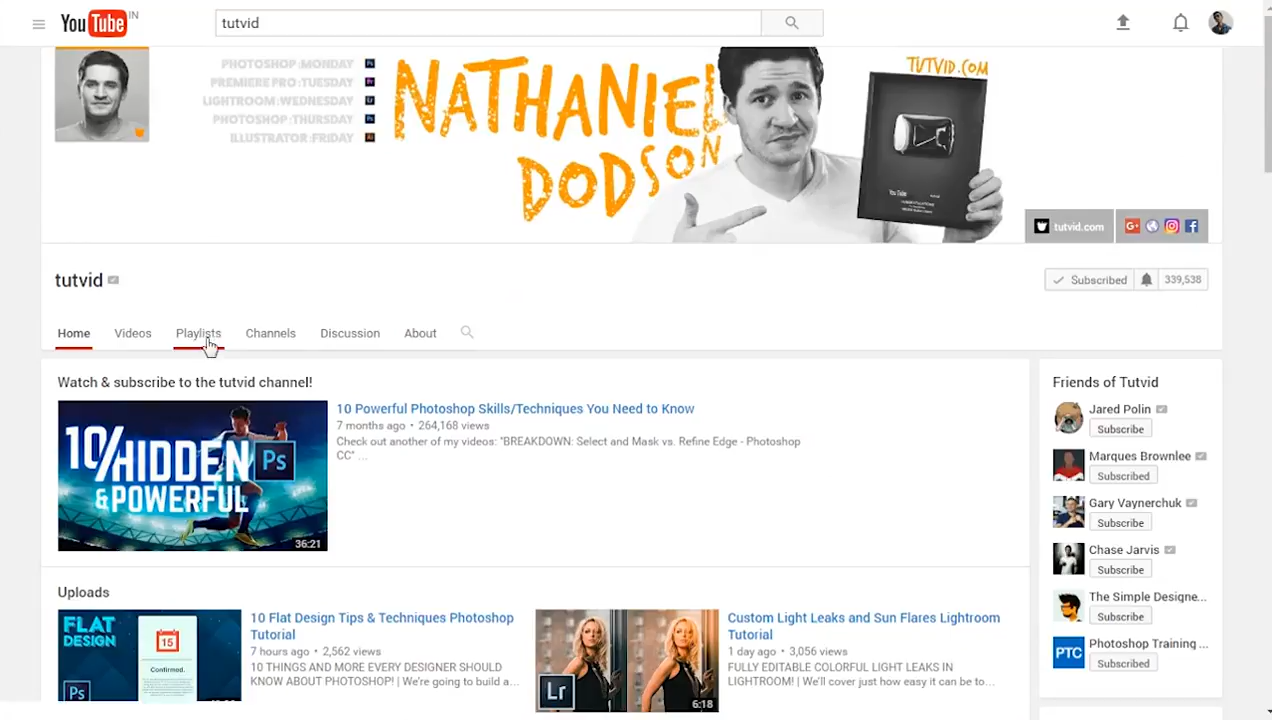 YouTube IN
tutvid
PHOTOSHOP:MONDAY
PREMIERE PRO:TUESDAY
LIGHTROOM:WEDNESDAY
PHOTOSHOP:THURSDAY
ILLUSTRATOR:FRIDAY
NATHANIEL
DODSON
TUTVID.COM
You Tube
tutvid.com
tutvid
Subscribed 339,538
Home Videos Playlists Channels Discussion About
Watch & subscribe to the tutvid channel!
10 HIDDEN
& POWERFUL
Ps
36:21
10 Powerful Photoshop Skills/Techniques You Need to Know
7 months ago • 264,168 views
Check out another of my videos: "BREAKDOWN: Select and Mask vs. Refine Edge - Photoshop
CC" ...
Uploads
FLAT
DESIGN
15
Confirmed.
Ps
10 Flat Design Tips & Techniques Photoshop
Tutorial
7 hours ago • 2,562 views
10 THINGS AND MORE EVERY DESIGNER SHOULD
KNOW ABOUT PHOTOSHOP! | We're going to build a...
Lr
6:18
Custom Light Leaks and Sun Flares Lightroom
Tutorial
1 day ago • 3,056 views
FULLY EDITABLE COLORFUL LIGHT LEAKS IN
LIGHTROOM! | We'll cover just how easy it can be to...
Friends of Tutvid
Jared Polin
Subscribe
Marques Brownlee
Subscribed
Gary Vaynerchuk
Subscribe
Chase Jarvis
Subscribe
The Simple Designe...
Subscribe
PTC
Photoshop Training ...
Subscribed